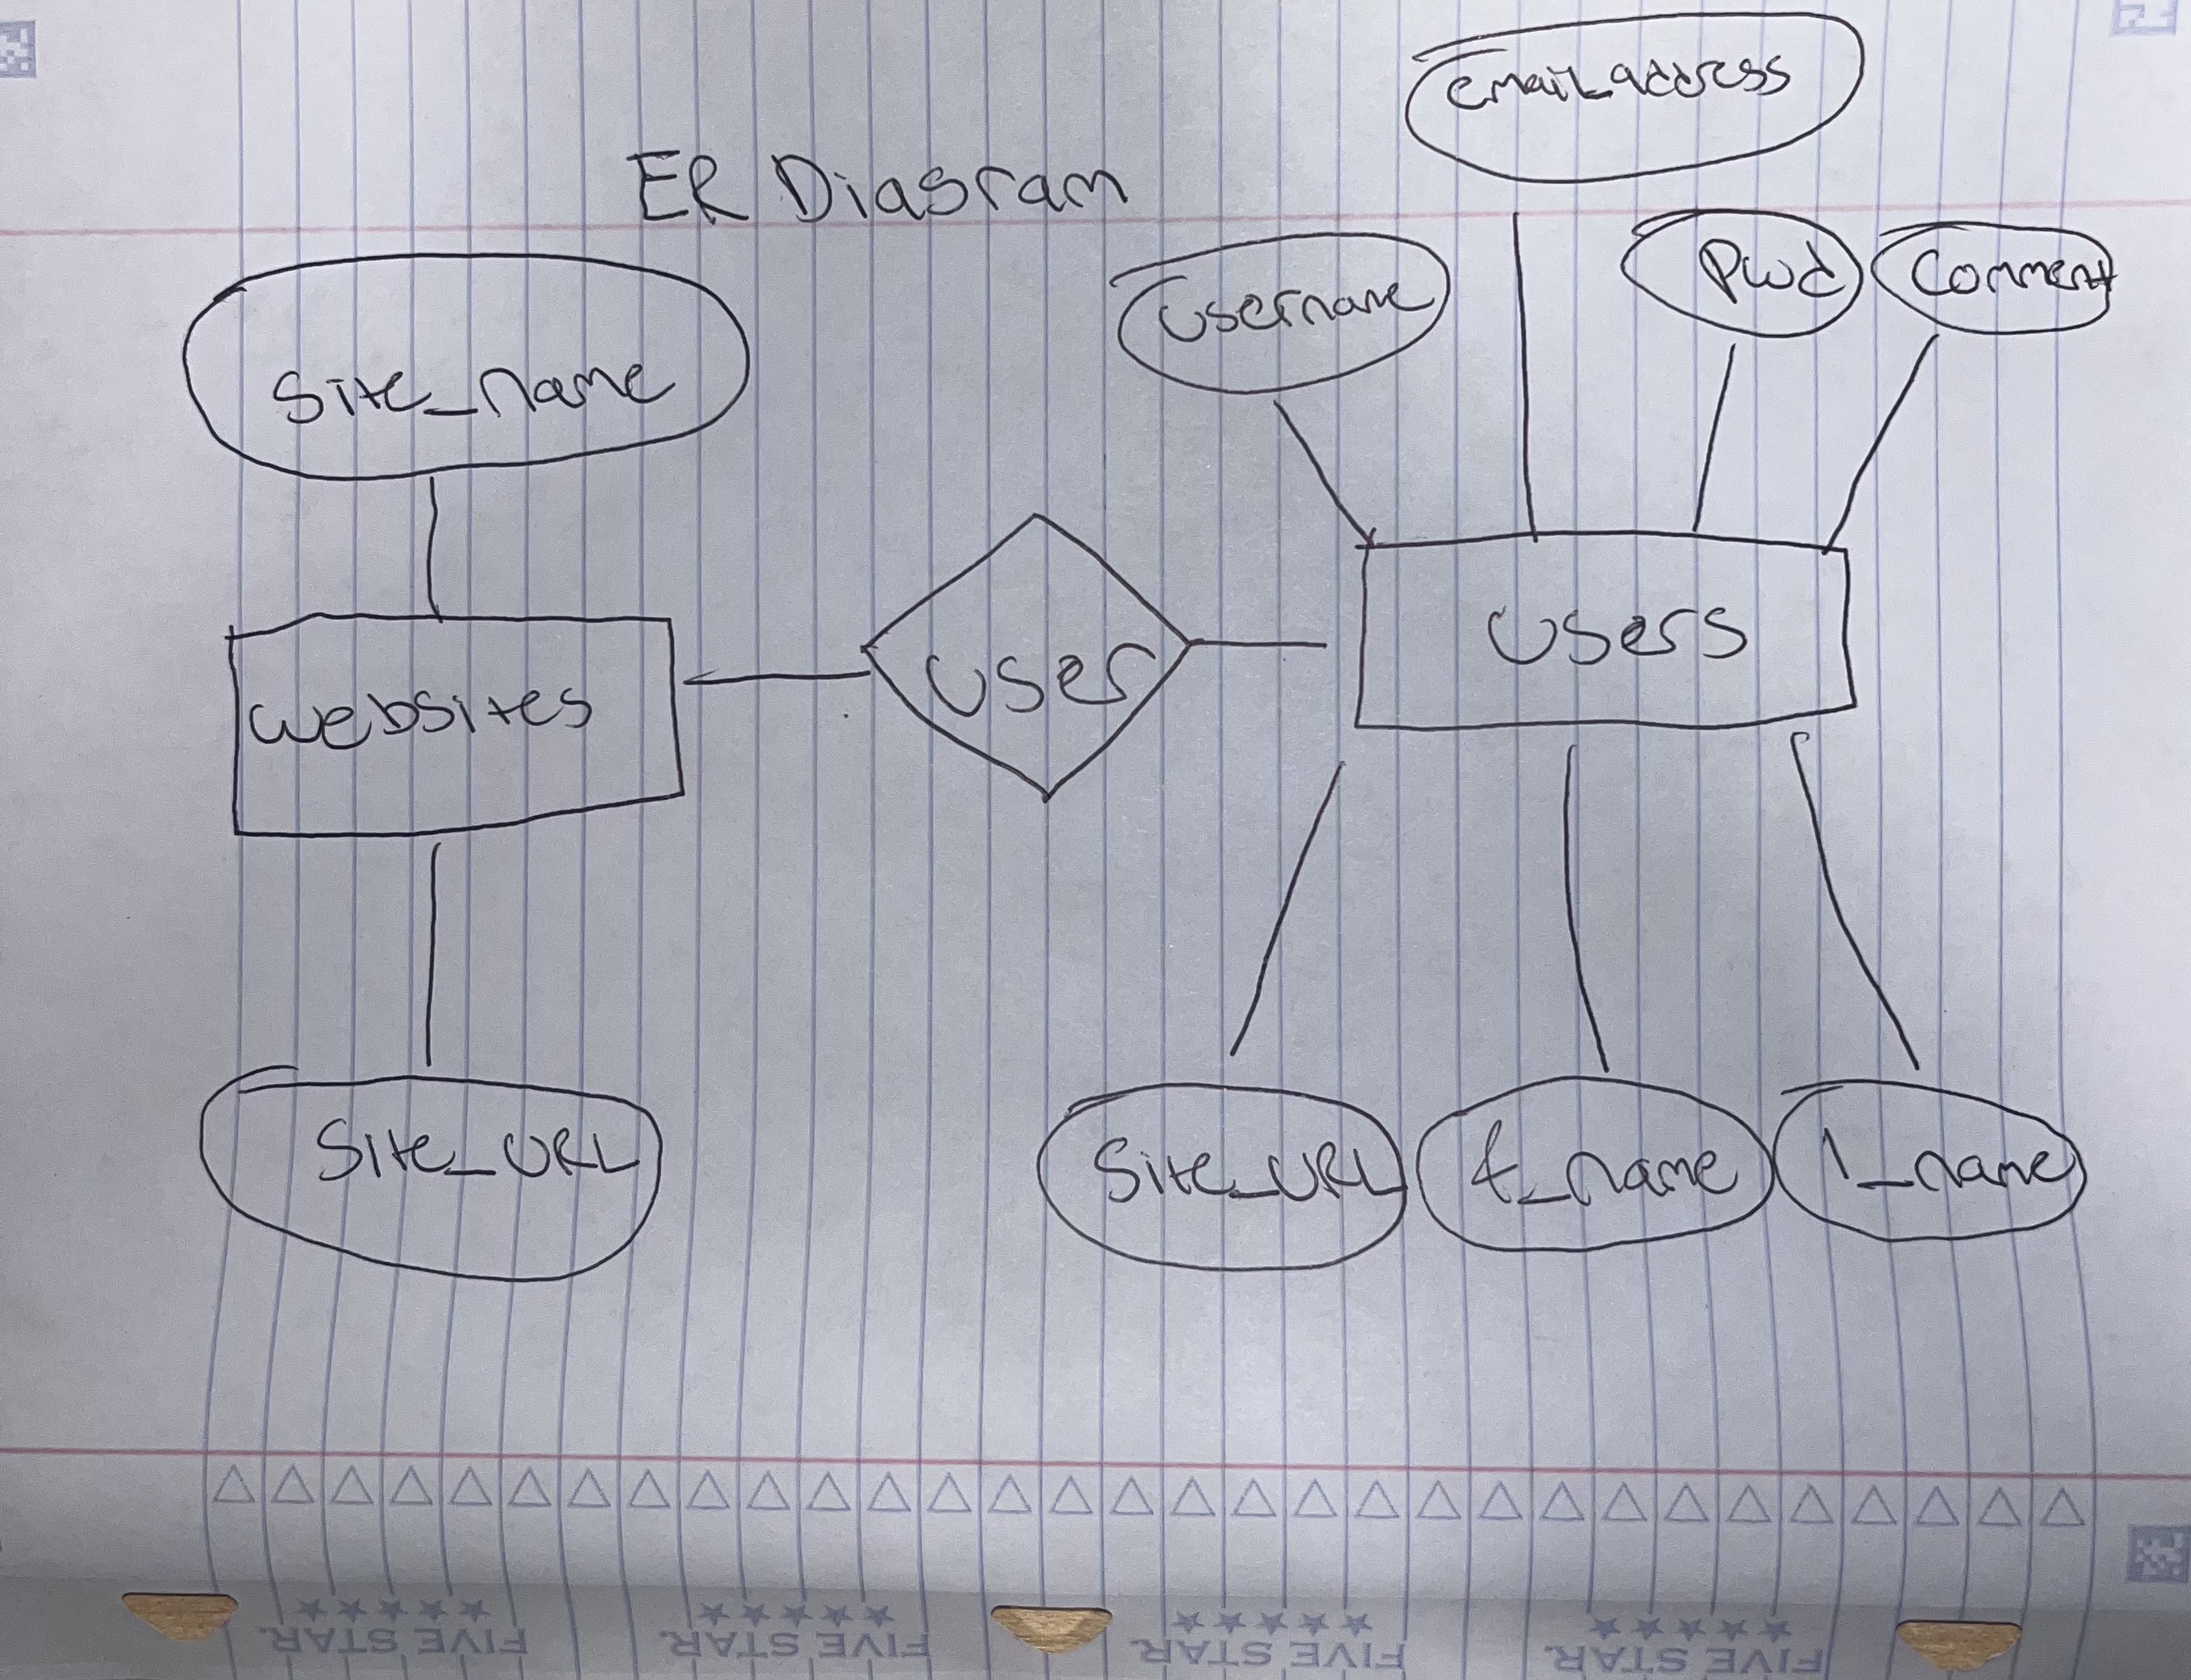 email_address
ER Diagram
Pwd
Comment
Username
Site_name
User
Users
Websites
Site_URL
Site_URL
f_name
l_name
FIVE STAR.
FIVE STAR.
FIVE STAR.
FIVE STAR.